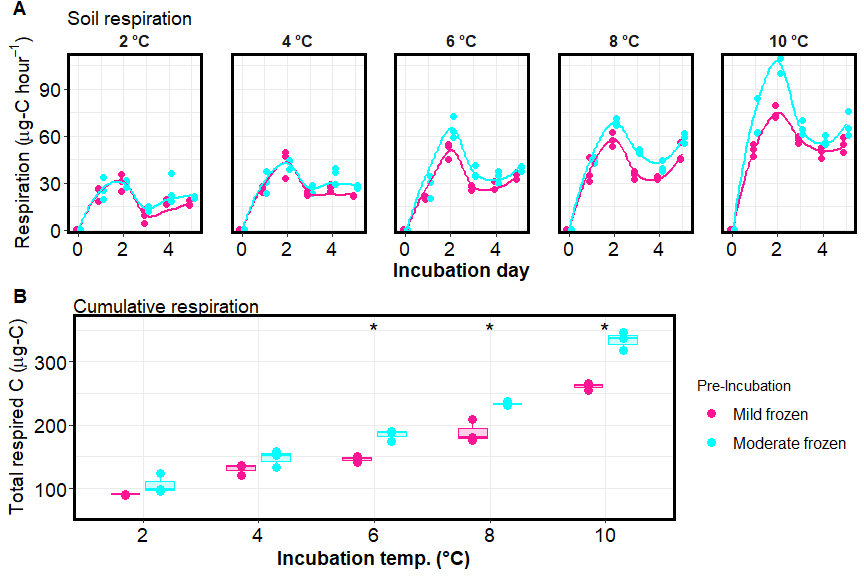 A
Soil respiration
2 °C 4 °C 6 °C 8 °C 10 °C
Respiration (µg-C hour⁻¹)
90
60
30
0
0 2 4 0 2 4 0 2 4 0 2 4 0 2 4
Incubation day
B
Cumulative respiration
* * *
Total respired C (µg-C)
300
200
100
2 4 6 8 10
Incubation temp. (°C)
Pre-Incubation
Mild frozen
Moderate frozen